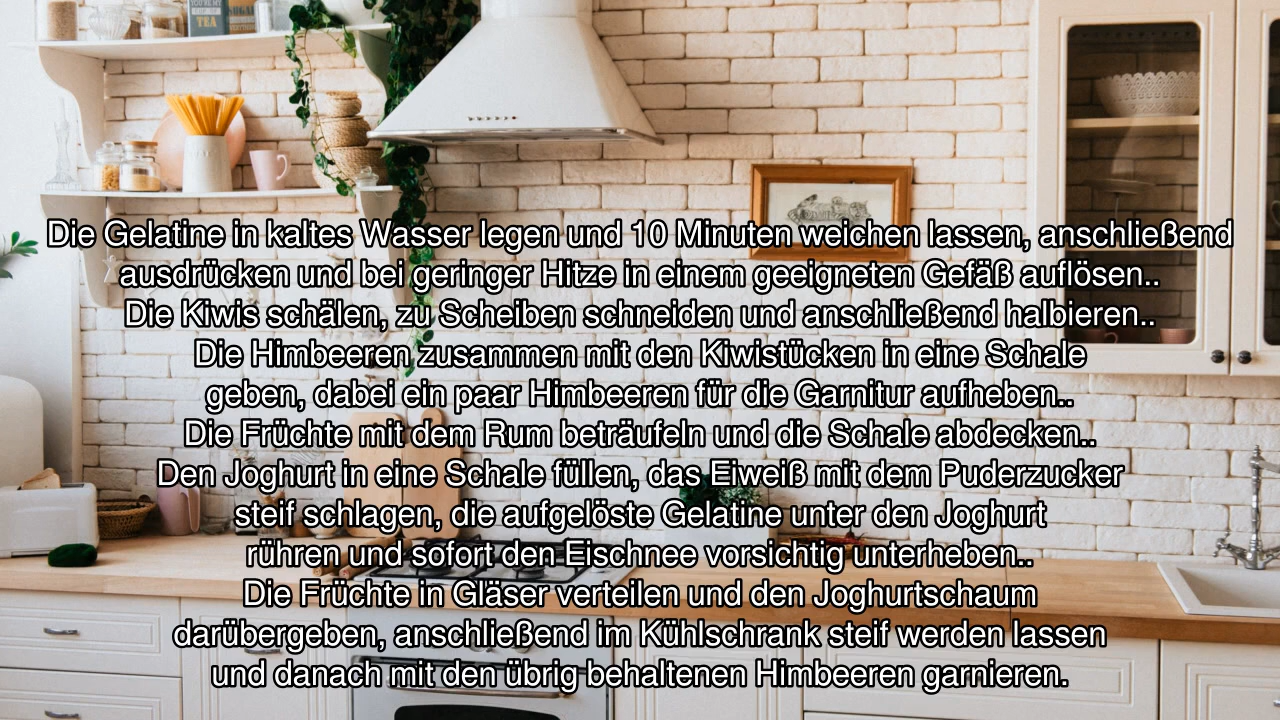 Die Gelatine in kaltes Wasser legen und 10 Minuten weichen lassen, anschließend
ausdrücken und bei geringer Hitze in einem geeigneten Gefäß auflösen..
Die Kiwis schälen, zu Scheiben schneiden und anschließend halbieren..
Die Himbeeren zusammen mit den Kiwistücken in eine Schale
geben, dabei ein paar Himbeeren für die Garnitur aufheben..
Die Früchte mit dem Rum beträufeln und die Schale abdecken..
Den Joghurt in eine Schale füllen, das Eiweiß mit dem Puderzucker
steif schlagen, die aufgelöste Gelatine unter den Joghurt
rühren und sofort den Eischnee vorsichtig unterheben..
Die Früchte in Gläser verteilen und den Joghurtschaum
darübergeben, anschließend im Kühlschrank steif werden lassen
und danach mit den übrig behaltenen Himbeeren garnieren.